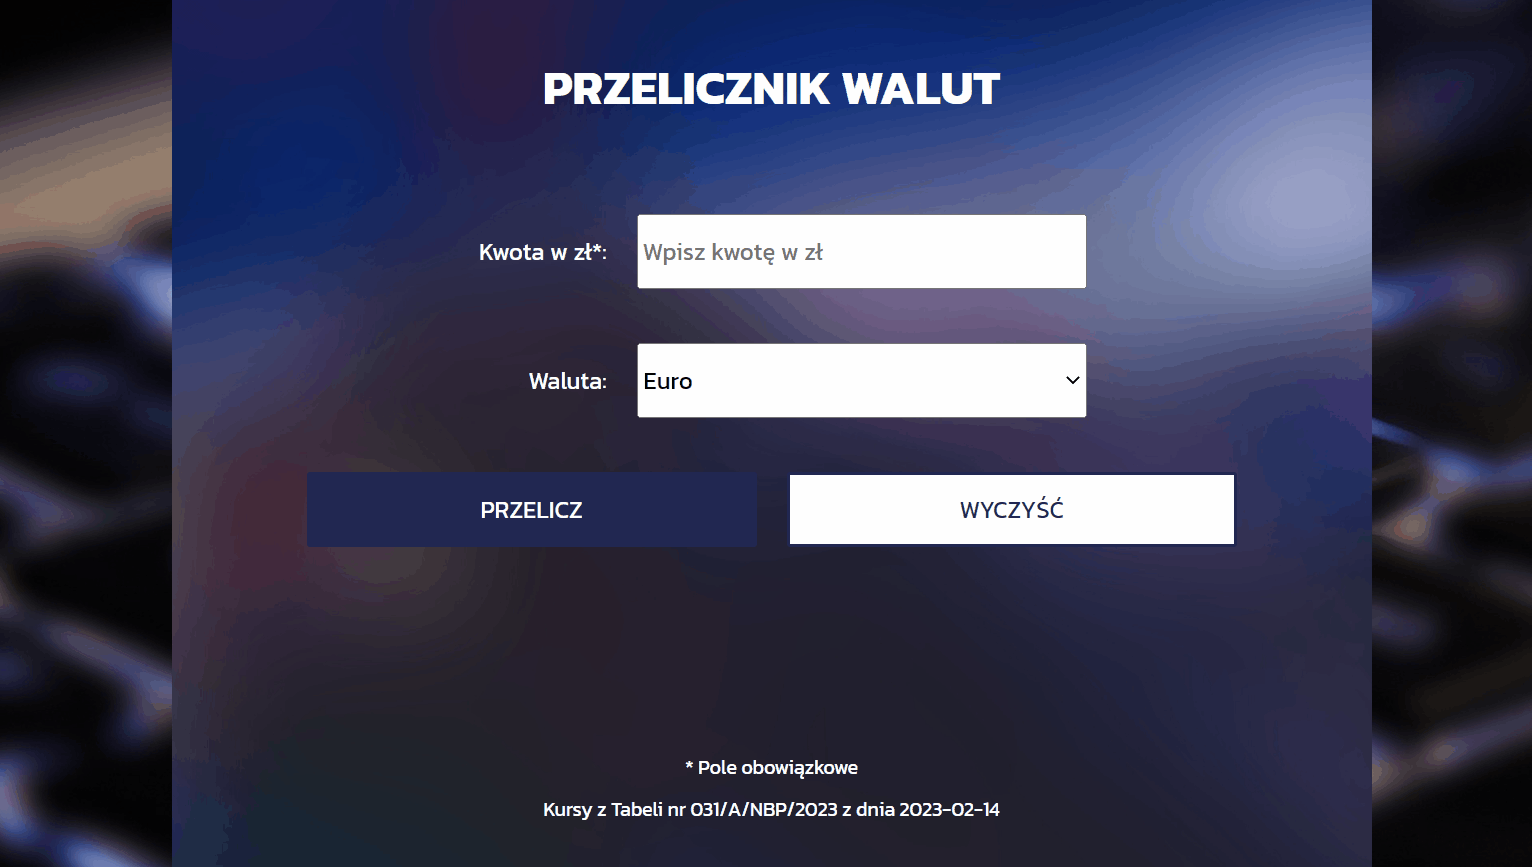 PRZELICZNIK WALUT
Kwota w zł*:
Wpisz kwotę w zł
Waluta:
Euro
PRZELICZ
WYCZYŚĆ
* Pole obowiązkowe
Kursy z Tabeli nr 031/A/NBP/2023 z dnia 2023-02-14